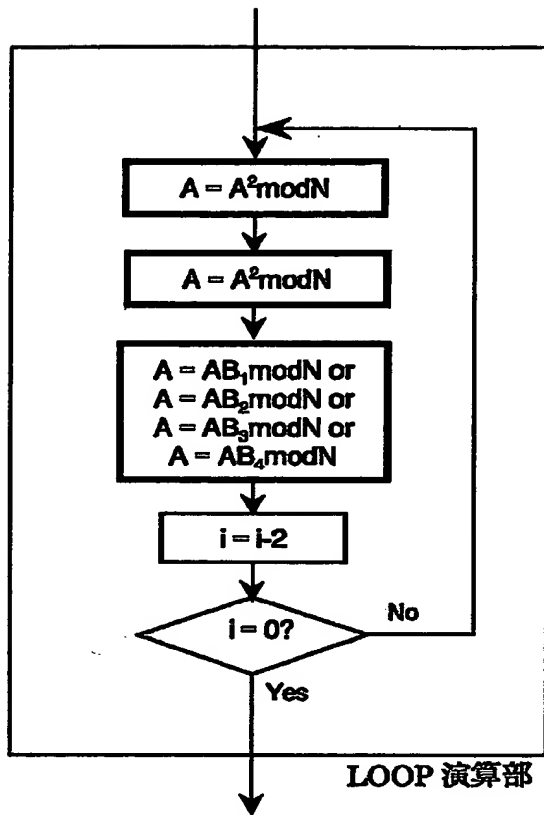 A = A²modN
A = A²modN
A = AB₁modN or
A = AB₂modN or
A = AB₃modN or
A = AB₄modN
i = i-2
i = 0?
No
Yes
LOOP 演算部